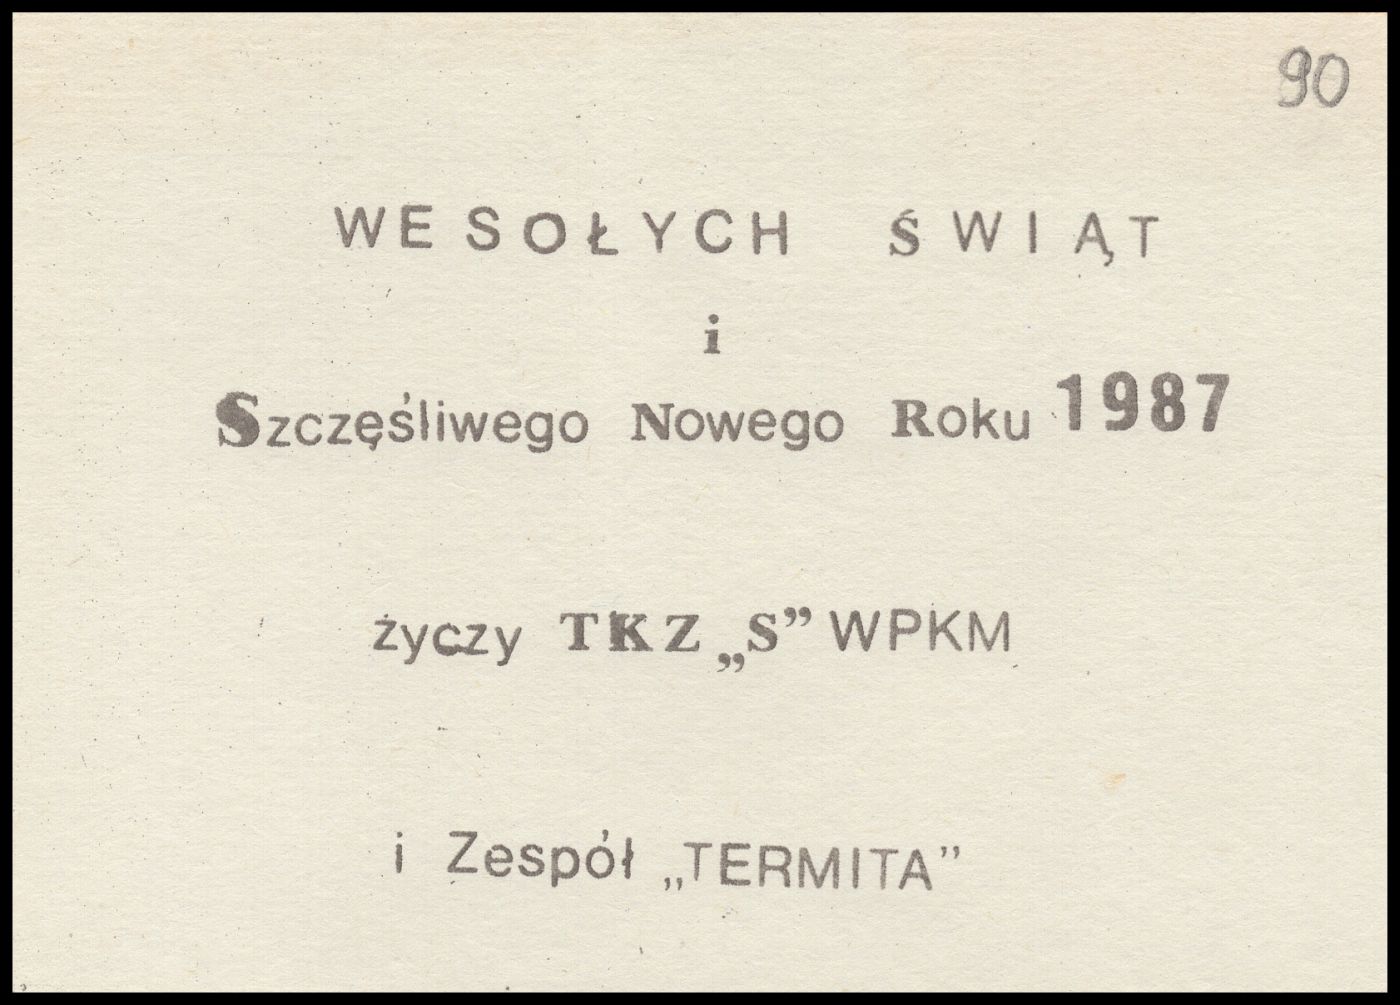 90
WESOŁYCH ŚWIĄT
i
Szczęśliwego Nowego Roku 1987
życzy TKZ „S” WPKM
i Zespół „TERMITA”